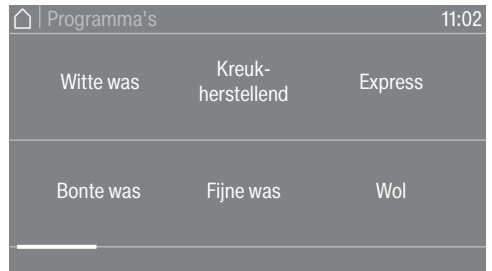 Programma's
11:02
Witte was
Kreuk-
herstellend
Express
Bonte was
Fijne was
Wol